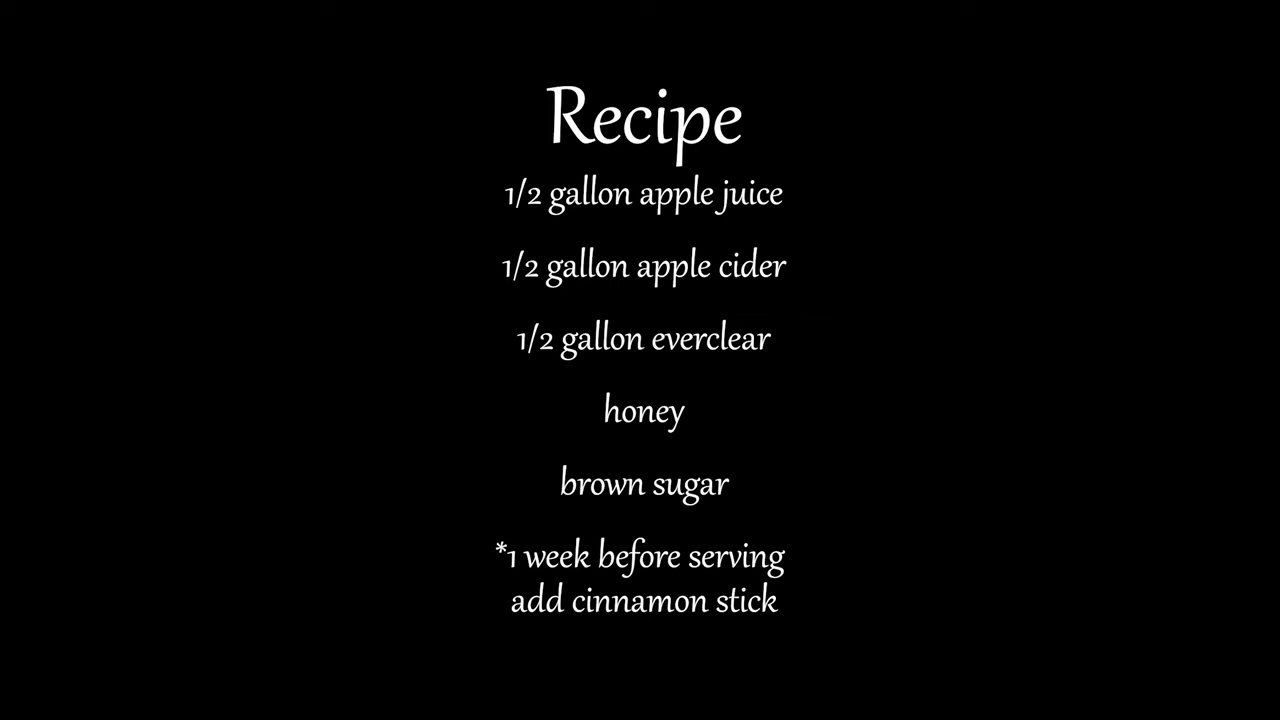 Recipe
1/2 gallon apple juice
1/2 gallon apple cider
1/2 gallon everclear
honey
brown sugar
*1 week before serving
add cinnamon stick